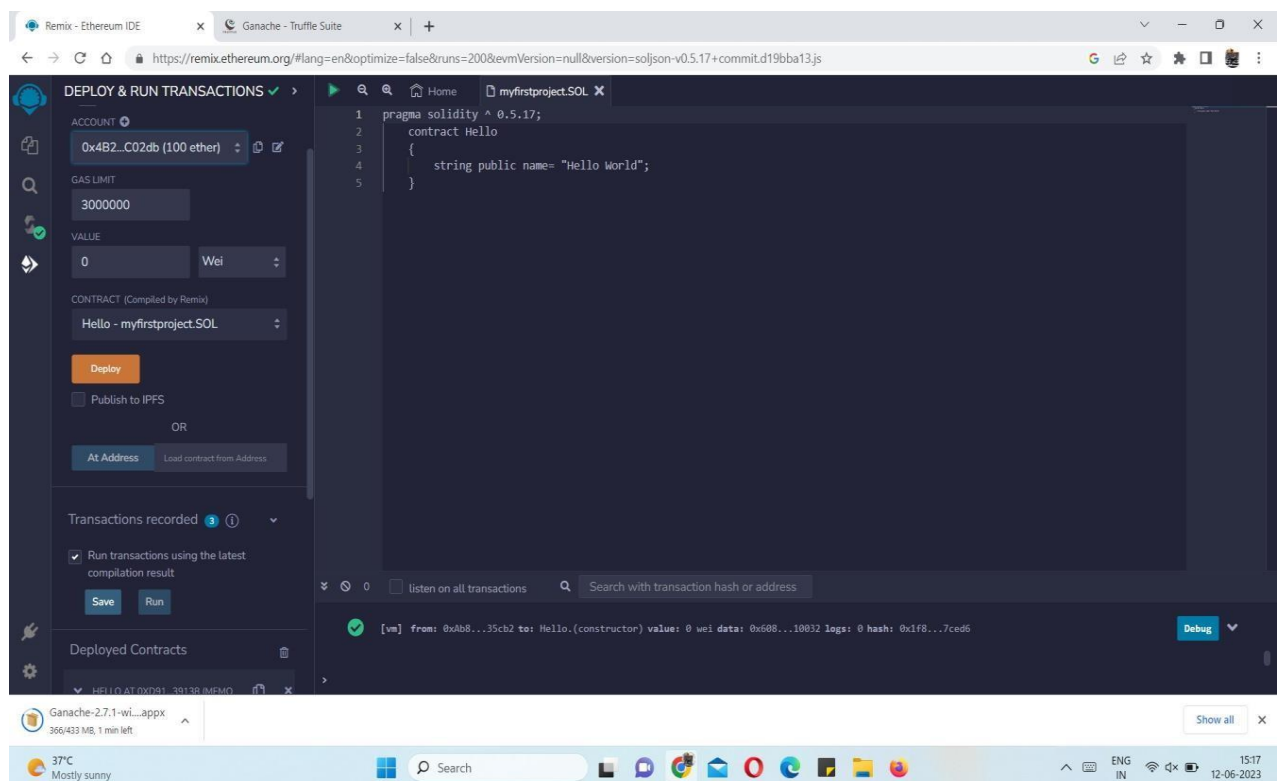 Remix - Ethereum IDE
Ganache - Truffle Suite
https://remix.ethereum.org/#lang=en&optimize=false&runs=200&evmVersion=null&version=soljson-v0.5.17+commit.d19bba13.js
DEPLOY & RUN TRANSACTIONS
ACCOUNT
0x4B2...C02db (100 ether)
GAS LIMIT
3000000
VALUE
0 Wei
CONTRACT (Compiled by Remix)
Hello - myfirstproject.SOL
Deploy
Publish to IPFS
OR
At Address Load contract from Address
Transactions recorded 3 i
Run transactions using the latest
compilation result
Save Run
Deployed Contracts
HELLO AT 0XD91...39138 (MEMO
Home myfirstproject.SOL
1 pragma solidity ^ 0.5.17;
2 contract Hello
3 {
4 string public name= "Hello World";
5 }
0 listen on all transactions Search with transaction hash or address
[vm] from: 0xAb8...35cb2 to: Hello.(constructor) value: 0 wei data: 0x608...10032 logs: 0 hash: 0x1f8...7ced6
Debug
>
Ganache-2.7.1-wi....appx
366/433 MB, 1 min left
Show all
37°C
Mostly sunny
Search
ENG
IN
15:17
12-06-2023